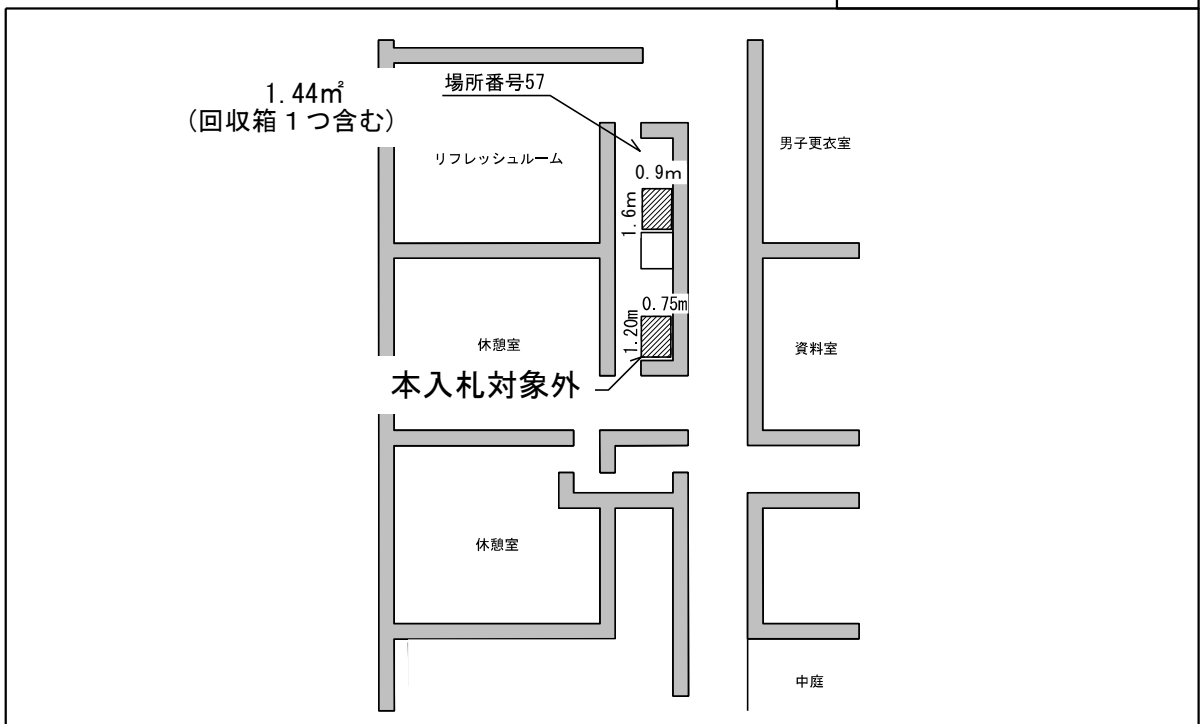 1.44㎡
(回収箱１つ含む)
場所番号57
リフレッシュルーム
男子更衣室
0.9m
1.6m
0.75m
1.20m
休憩室
資料室
本入札対象外
休憩室
中庭